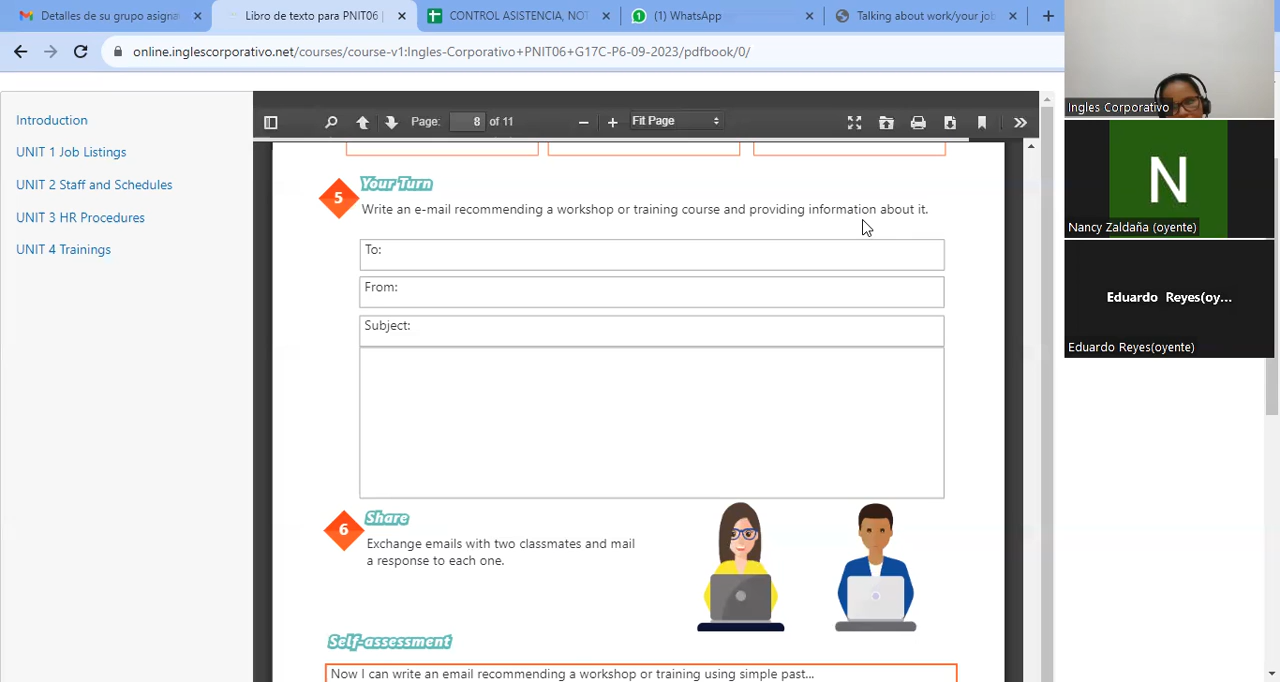 Detalles de su grupo asigna
Libro de texto para PNIT06 |
CONTROL ASISTENCIA, NOT
(1) WhatsApp
Talking about work/your job
online.inglescorporativo.net/courses/course-v1:Ingles-Corporativo+PNIT06+G17C-P6-09-2023/pdfbook/0/
Ingles Corporativo
N
Nancy Zaldaña (oyente)
Eduardo Reyes(oy...
Eduardo Reyes(oyente)
Introduction
UNIT 1 Job Listings
UNIT 2 Staff and Schedules
UNIT 3 HR Procedures
UNIT 4 Trainings
Page: 8 of 11
Fit Page
5 Your Turn
Write an e-mail recommending a workshop or training course and providing information about it.
To:
From:
Subject:
6 Share
Exchange emails with two classmates and mail
a response to each one.
Self-assessment
Now I can write an email recommending a workshop or training using simple past...